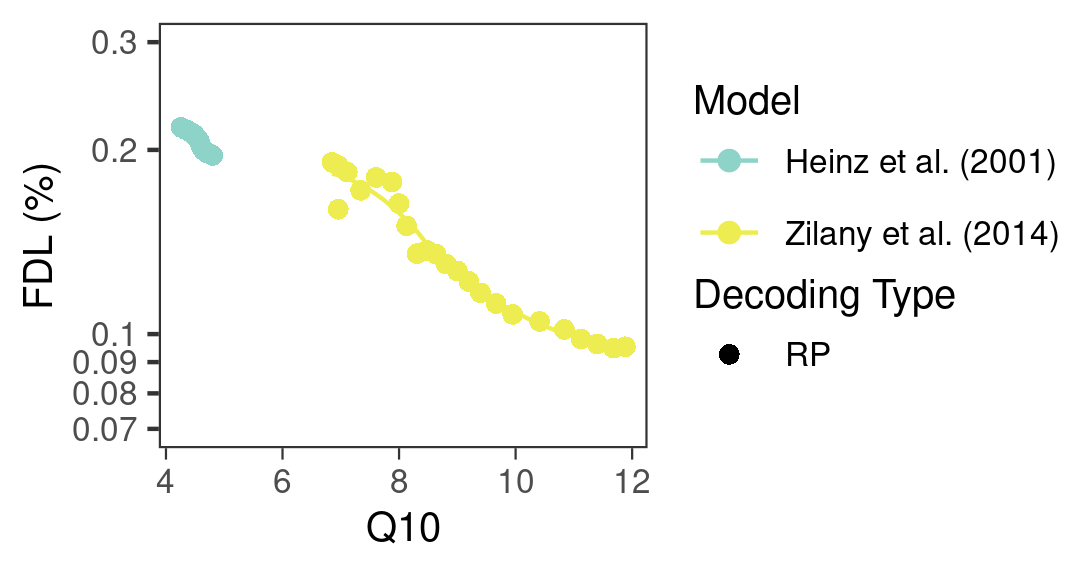 0.3
0.2
0.1
0.09
0.08
0.07
FDL (%)
4 6 8 10 12
Q10
Model
Heinz et al. (2001)
Zilany et al. (2014)
Decoding Type
RP